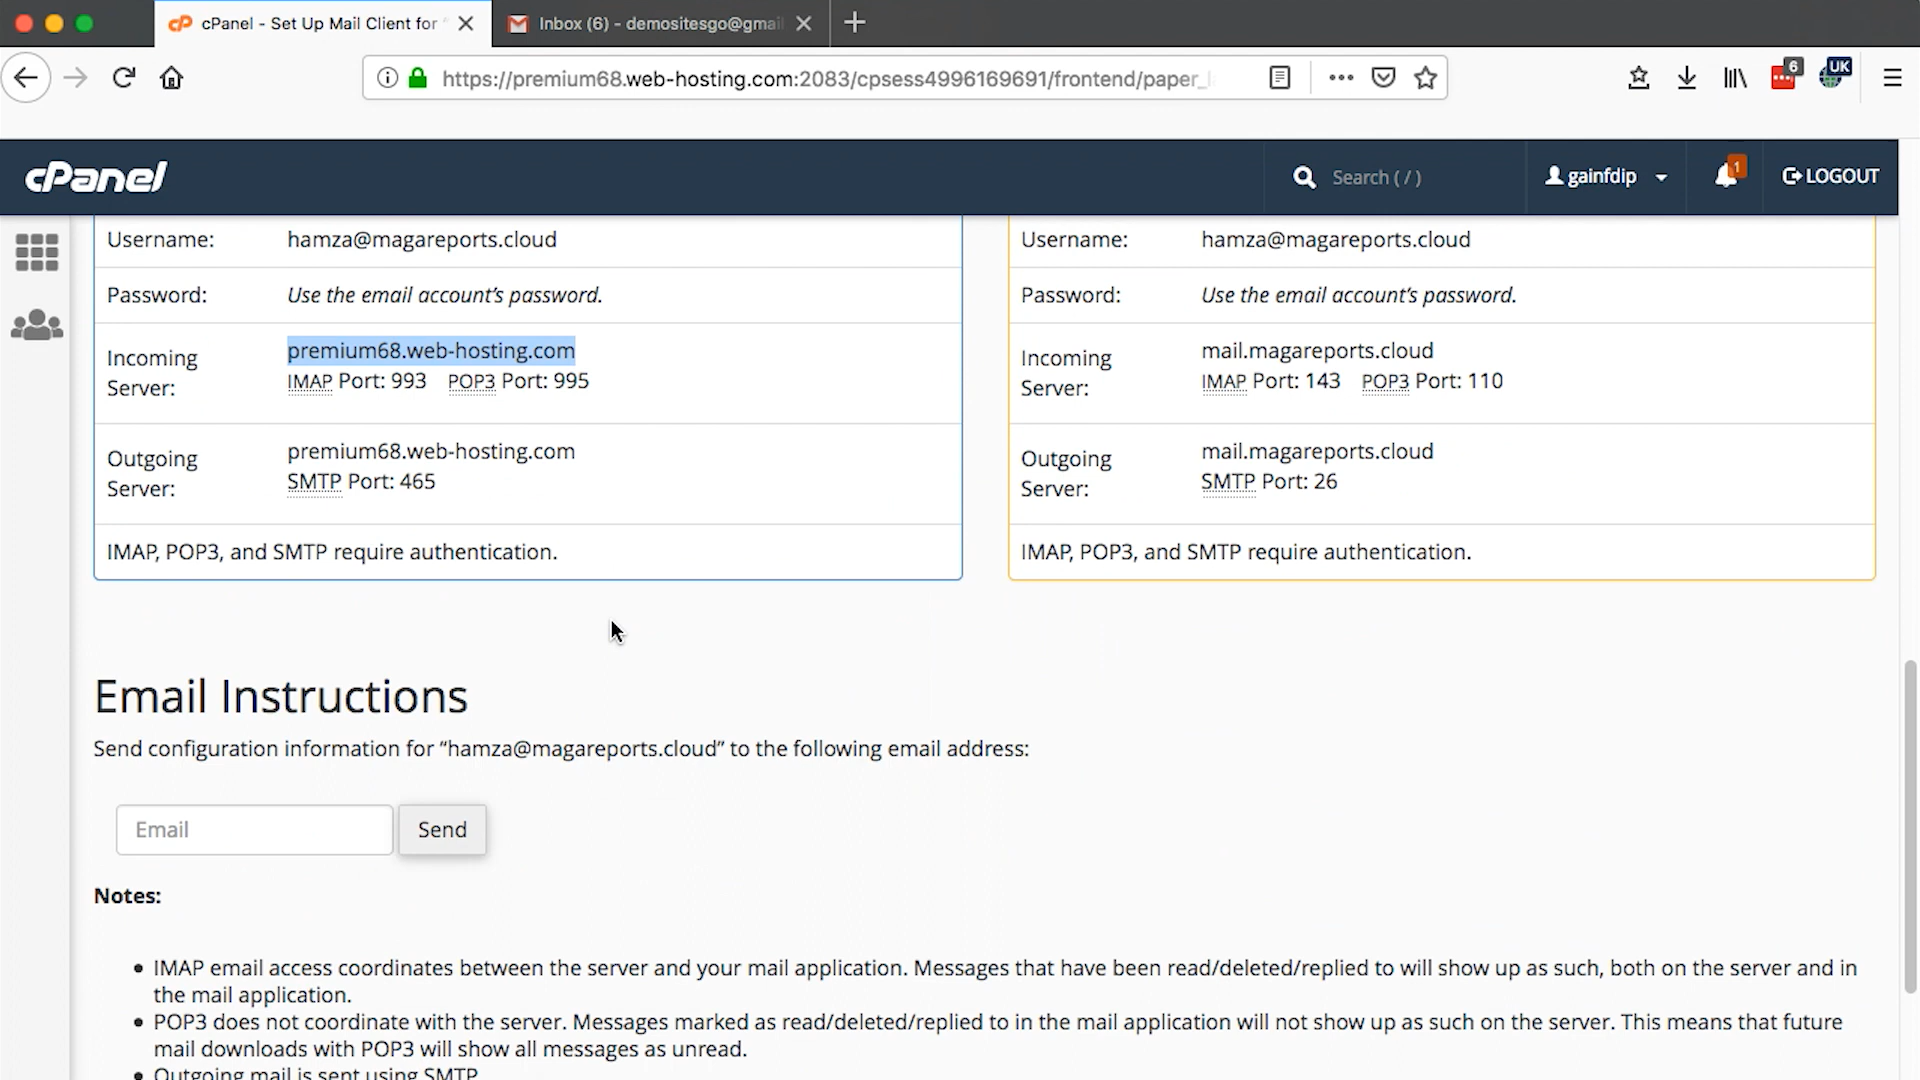 cPanel - Set Up Mail Client for "
Inbox (6) - demositesgo@gmai
https://premium68.web-hosting.com:2083/cpsess4996169691/frontend/paper_
6
UK
cPanel
Search ( / )
gainfdip
1
LOGOUT
Username: hamza@magareports.cloud
Password: Use the email account's password.
Incoming Server: premium68.web-hosting.com
IMAP Port: 993 POP3 Port: 995
Outgoing Server: premium68.web-hosting.com
SMTP Port: 465
IMAP, POP3, and SMTP require authentication.
Username: hamza@magareports.cloud
Password: Use the email account's password.
Incoming Server: mail.magareports.cloud
IMAP Port: 143 POP3 Port: 110
Outgoing Server: mail.magareports.cloud
SMTP Port: 26
IMAP, POP3, and SMTP require authentication.
Email Instructions
Send configuration information for “hamza@magareports.cloud” to the following email address:
Email
Send
Notes:
• IMAP email access coordinates between the server and your mail application. Messages that have been read/deleted/replied to will show up as such, both on the server and in
the mail application.
• POP3 does not coordinate with the server. Messages marked as read/deleted/replied to in the mail application will not show up as such on the server. This means that future
mail downloads with POP3 will show all messages as unread.
• Outgoing mail is sent using SMTP.